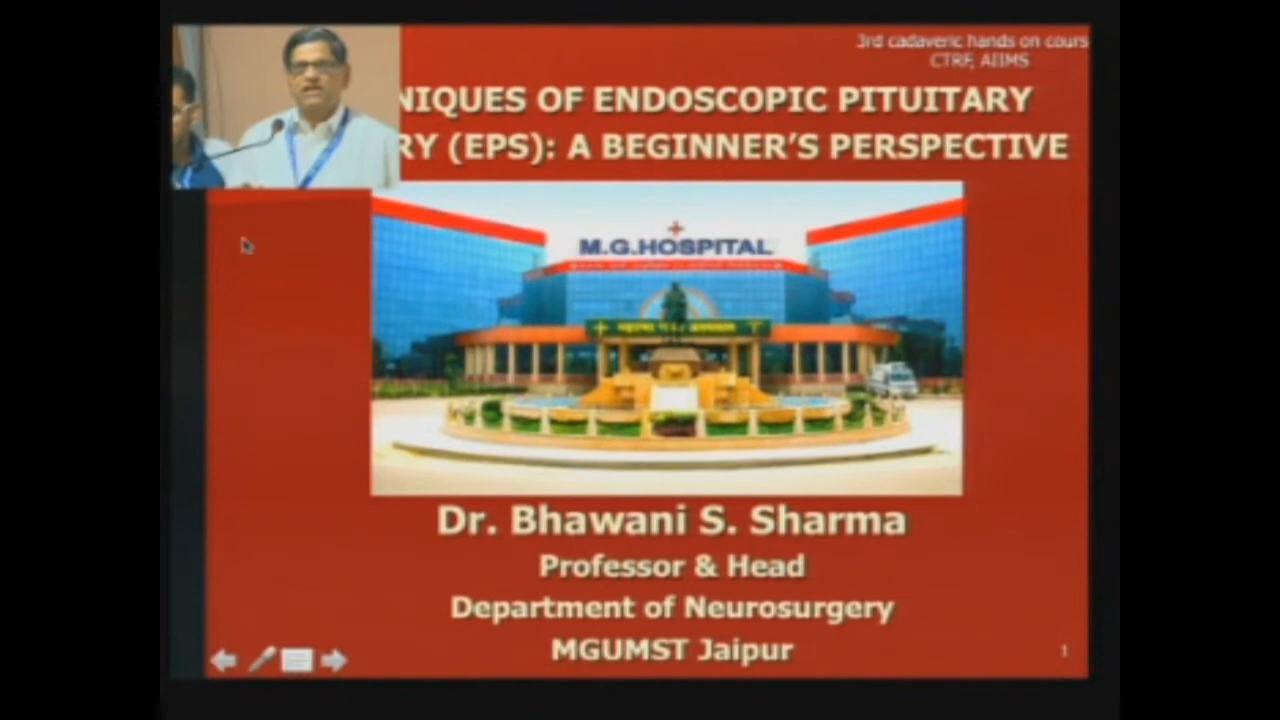 3rd cadaveric hands on cours
CTRF, AIIMS
NIQUES OF ENDOSCOPIC PITUITARY
RY (EPS): A BEGINNER'S PERSPECTIVE
M.G.HOSPITAL
Dr. Bhawani S. Sharma
Professor & Head
Department of Neurosurgery
MGUMST Jaipur
1